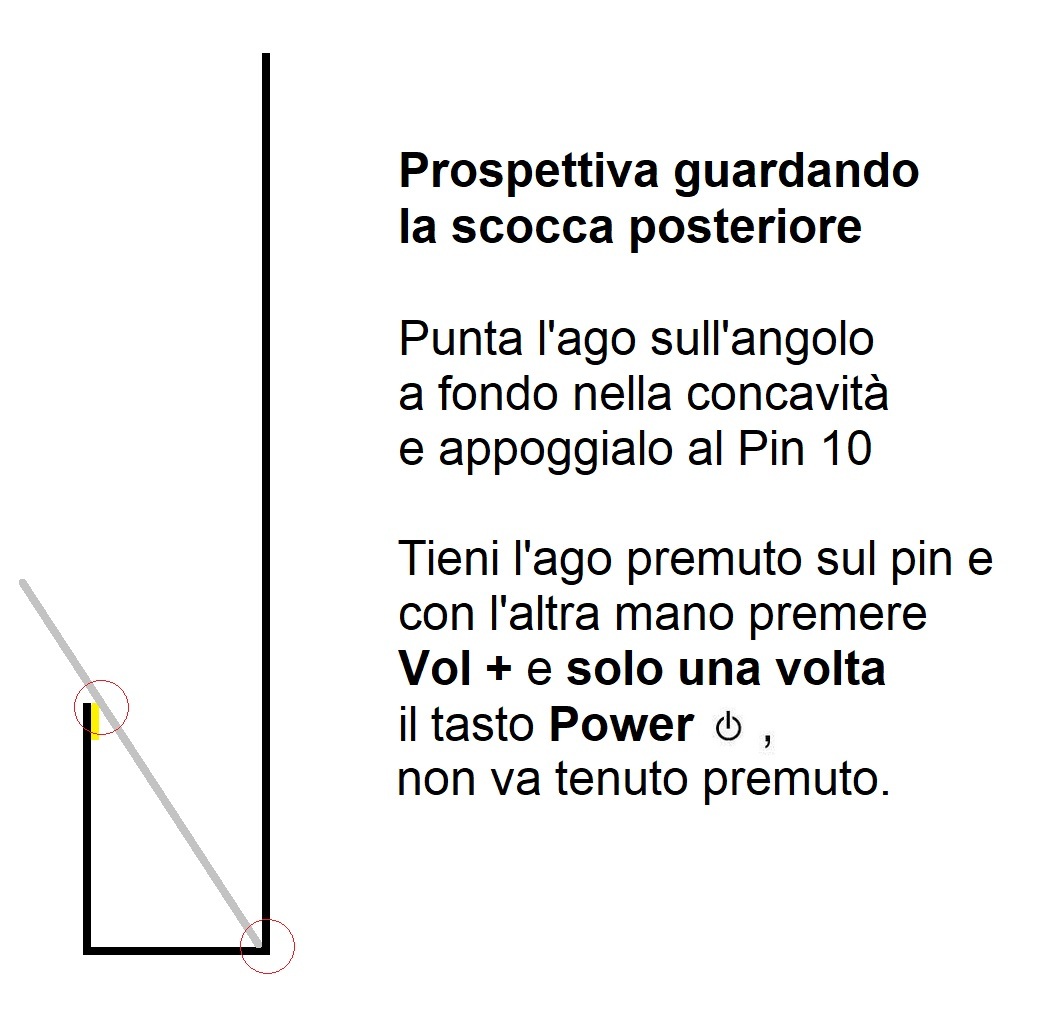 Prospettiva guardando
la scocca posteriore
Punta l'ago sull'angolo
a fondo nella concavità
e appoggialo al Pin 10
Tieni l'ago premuto sul pin e
con l'altra mano premere
Vol + e solo una volta
il tasto Power ⏻ ,
non va tenuto premuto.